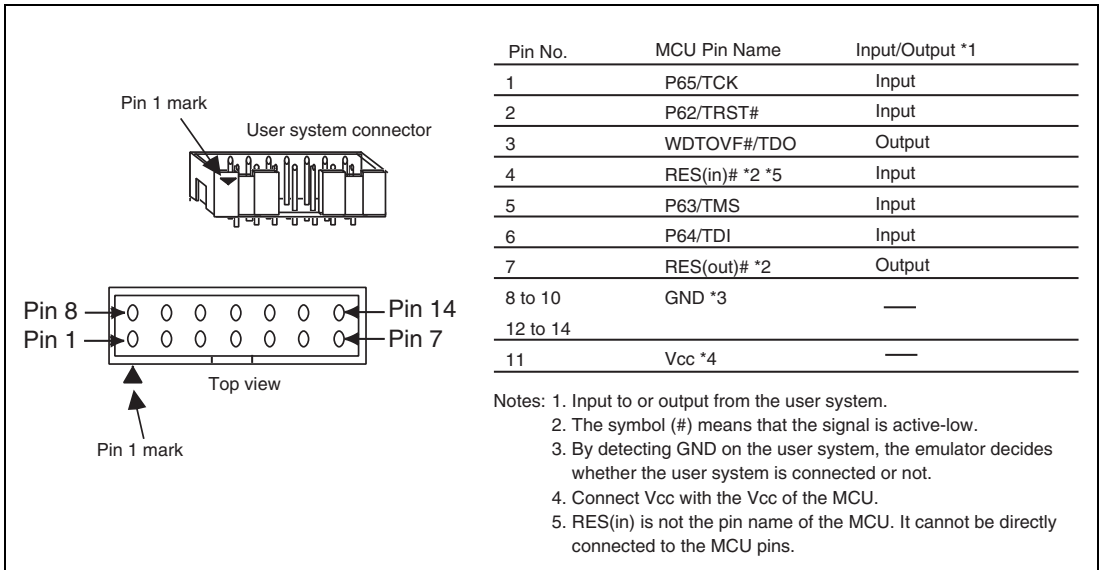 Pin 1 mark
User system connector
Pin 8
Pin 1
Pin 14
Pin 7
Top view
Pin 1 mark
Pin No. MCU Pin Name Input/Output *1
1 P65/TCK Input
2 P62/TRST# Input
3 WDTOVF#/TDO Output
4 RES(in)# *2 *5 Input
5 P63/TMS Input
6 P64/TDI Input
7 RES(out)# *2 Output
8 to 10 GND *3 —
12 to 14
11 Vcc *4 —
Notes: 1. Input to or output from the user system.
2. The symbol (#) means that the signal is active-low.
3. By detecting GND on the user system, the emulator decides
whether the user system is connected or not.
4. Connect Vcc with the Vcc of the MCU.
5. RES(in) is not the pin name of the MCU. It cannot be directly
connected to the MCU pins.